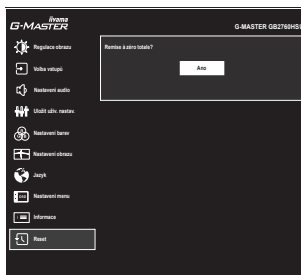 iiyama
G-MASTER
G-MASTER GB2760HSU
Regulace obrazu
Remise à zéro totale?
Ano
Volba vstupů
Nastavení audio
Uložit uživ. nastav.
Nastavení barev
Nastavení obrazu
Jazyk
OSD
Nastavení menu
Informace
Reset